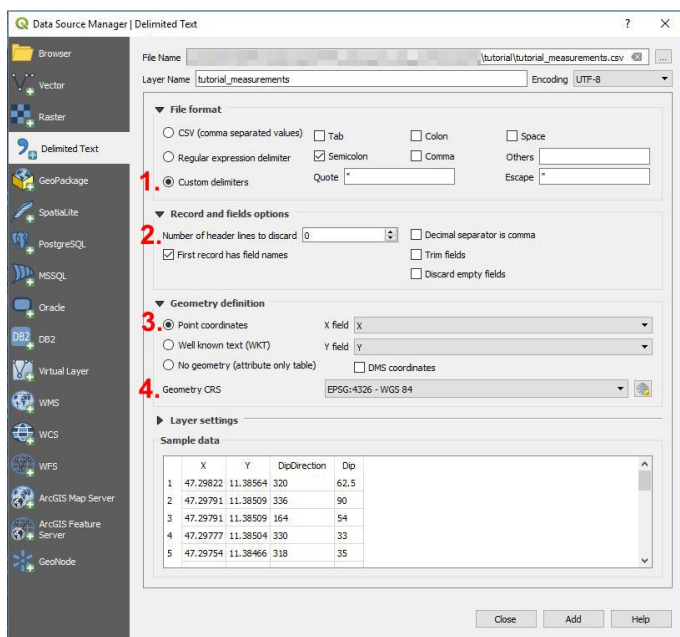 Data Source Manager | Delimited Text ? ×
Browser
Vector
Raster
Delimited Text
GeoPackage
SpatiaLite
PostgreSQL
MSSQL
Oracle
DB2 DB2
Virtual Layer
WMS
WCS
WFS
ArcGIS Map Server
ArcGIS Feature
Server
GeoNode
File Name \tutorial\tutorial_measurements.csv ...
Layer Name tutorial_measurements Encoding UTF-8
File format
CSV (comma separated values) Tab Colon Space
Regular expression delimiter Semicolon Comma Others
1. Custom delimiters Quote " Escape "
Record and fields options
2. Number of header lines to discard 0 Decimal separator is comma
First record has field names Trim fields
Discard empty fields
Geometry definition
3. Point coordinates X field X
Well known text (WKT) Y field Y
No geometry (attribute only table) DMS coordinates
4. Geometry CRS EPSG:4326 - WGS 84
Layer settings
Sample data
X Y DipDirection Dip
1 47.29822 11.38564 320 62.5
2 47.29791 11.38509 336 90
3 47.29791 11.38509 164 54
4 47.29777 11.38504 330 33
5 47.29754 11.38466 318 35
Close Add Help